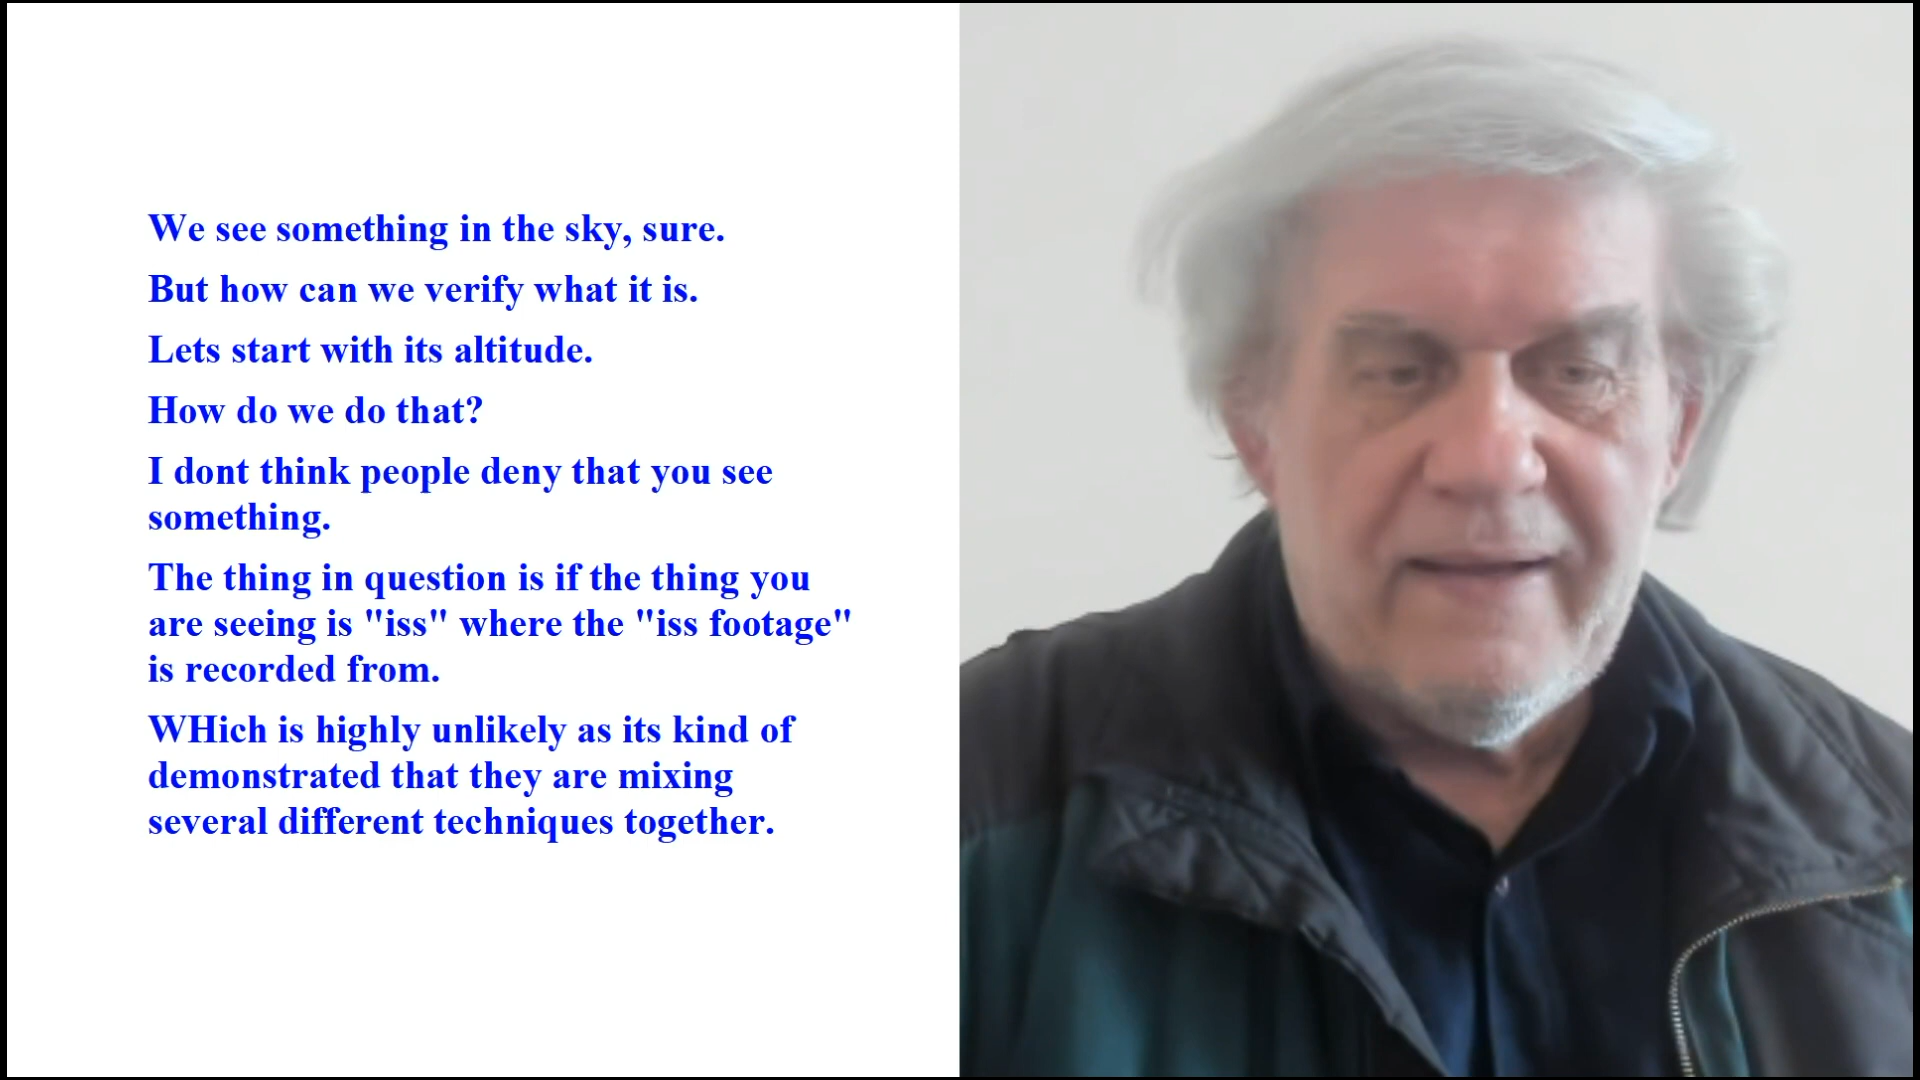 We see something in the sky, sure.
But how can we verify what it is.
Lets start with its altitude.
How do we do that?
I dont think people deny that you see
something.
The thing in question is if the thing you
are seeing is "iss" where the "iss footage"
is recorded from.
WHich is highly unlikely as its kind of
demonstrated that they are mixing
several different techniques together.